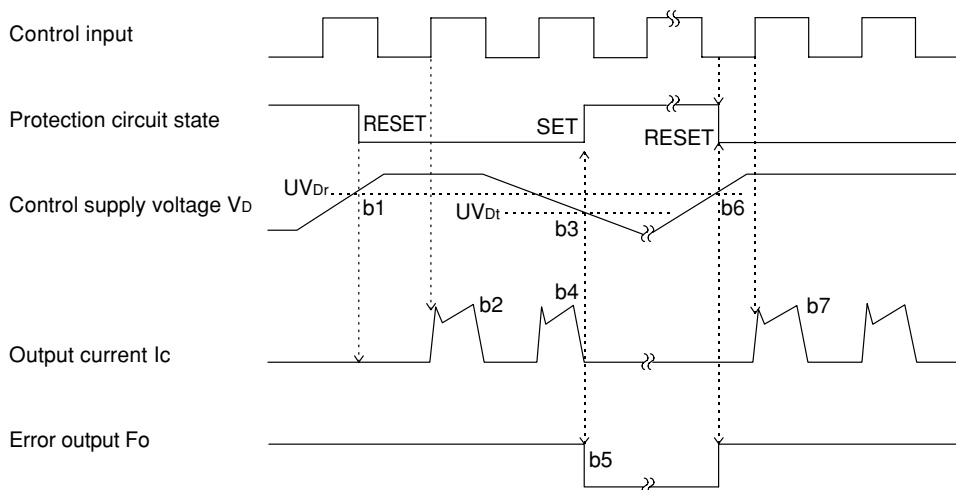 Control input
Protection circuit state
RESET
SET
RESET
UVDr
Control supply voltage VD
b1
UVDt
b3
b6
b2
b4
b7
Output current Ic
Error output Fo
b5